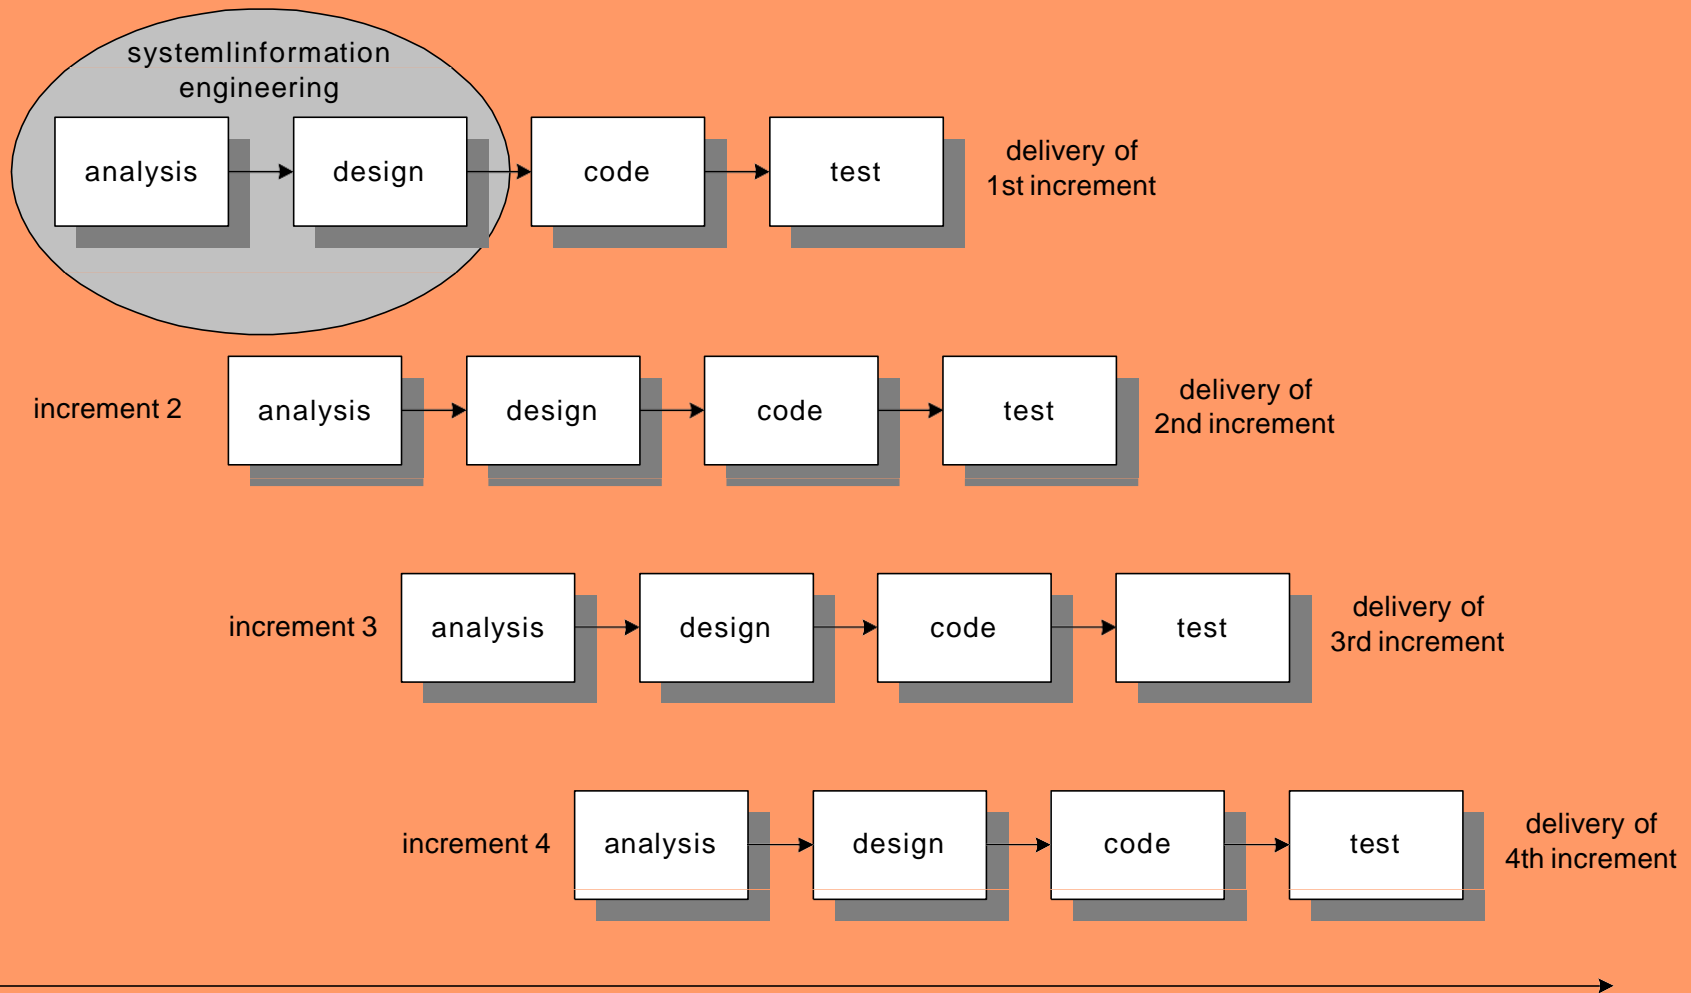 systemlinformation
engineering
analysis
design
code
test
delivery of
1st increment
increment 2
analysis
design
code
test
delivery of
2nd increment
increment 3
analysis
design
code
test
delivery of
3rd increment
increment 4
analysis
design
code
test
delivery of
4th increment